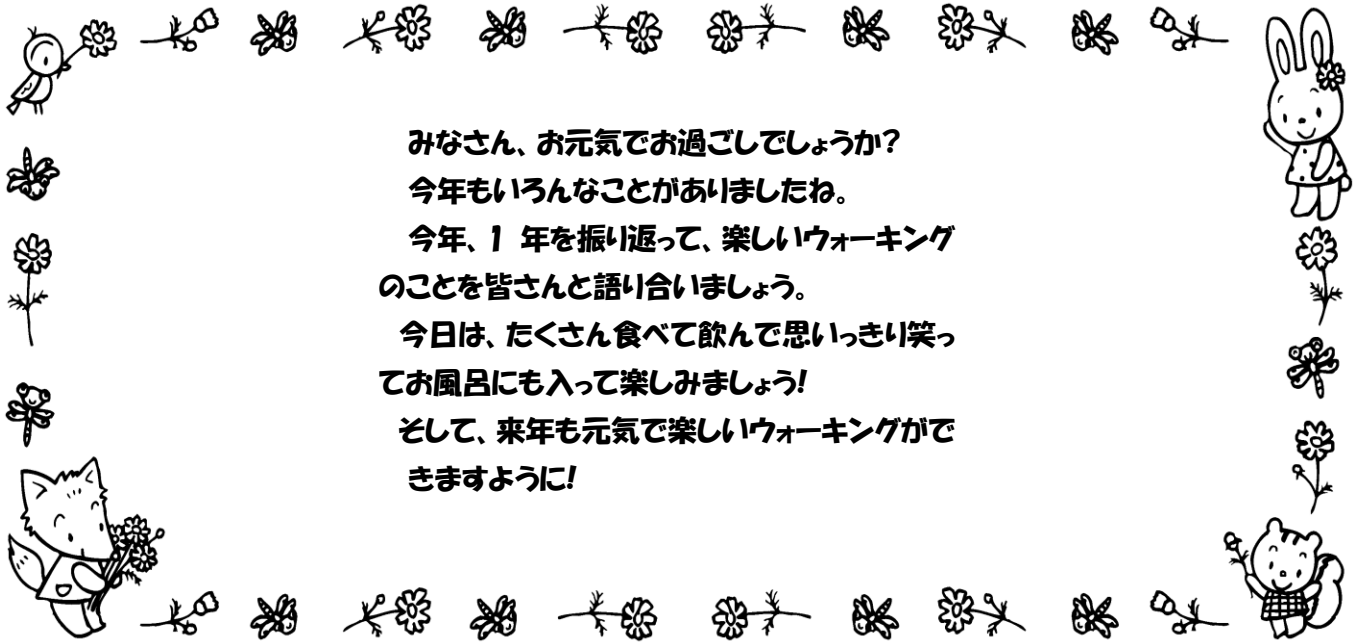 みなさん、お元気でお過ごしでしょうか?
今年もいろんなことがありましたね。
今年、1 年を振り返って、楽しいウォーキング
のことを皆さんと語り合いましょう。
今日は、たくさん食べて飲んで思いっきり笑っ
てお風呂にも入って楽しみましょう!
そして、来年も元気で楽しいウォーキングがで
きますように!